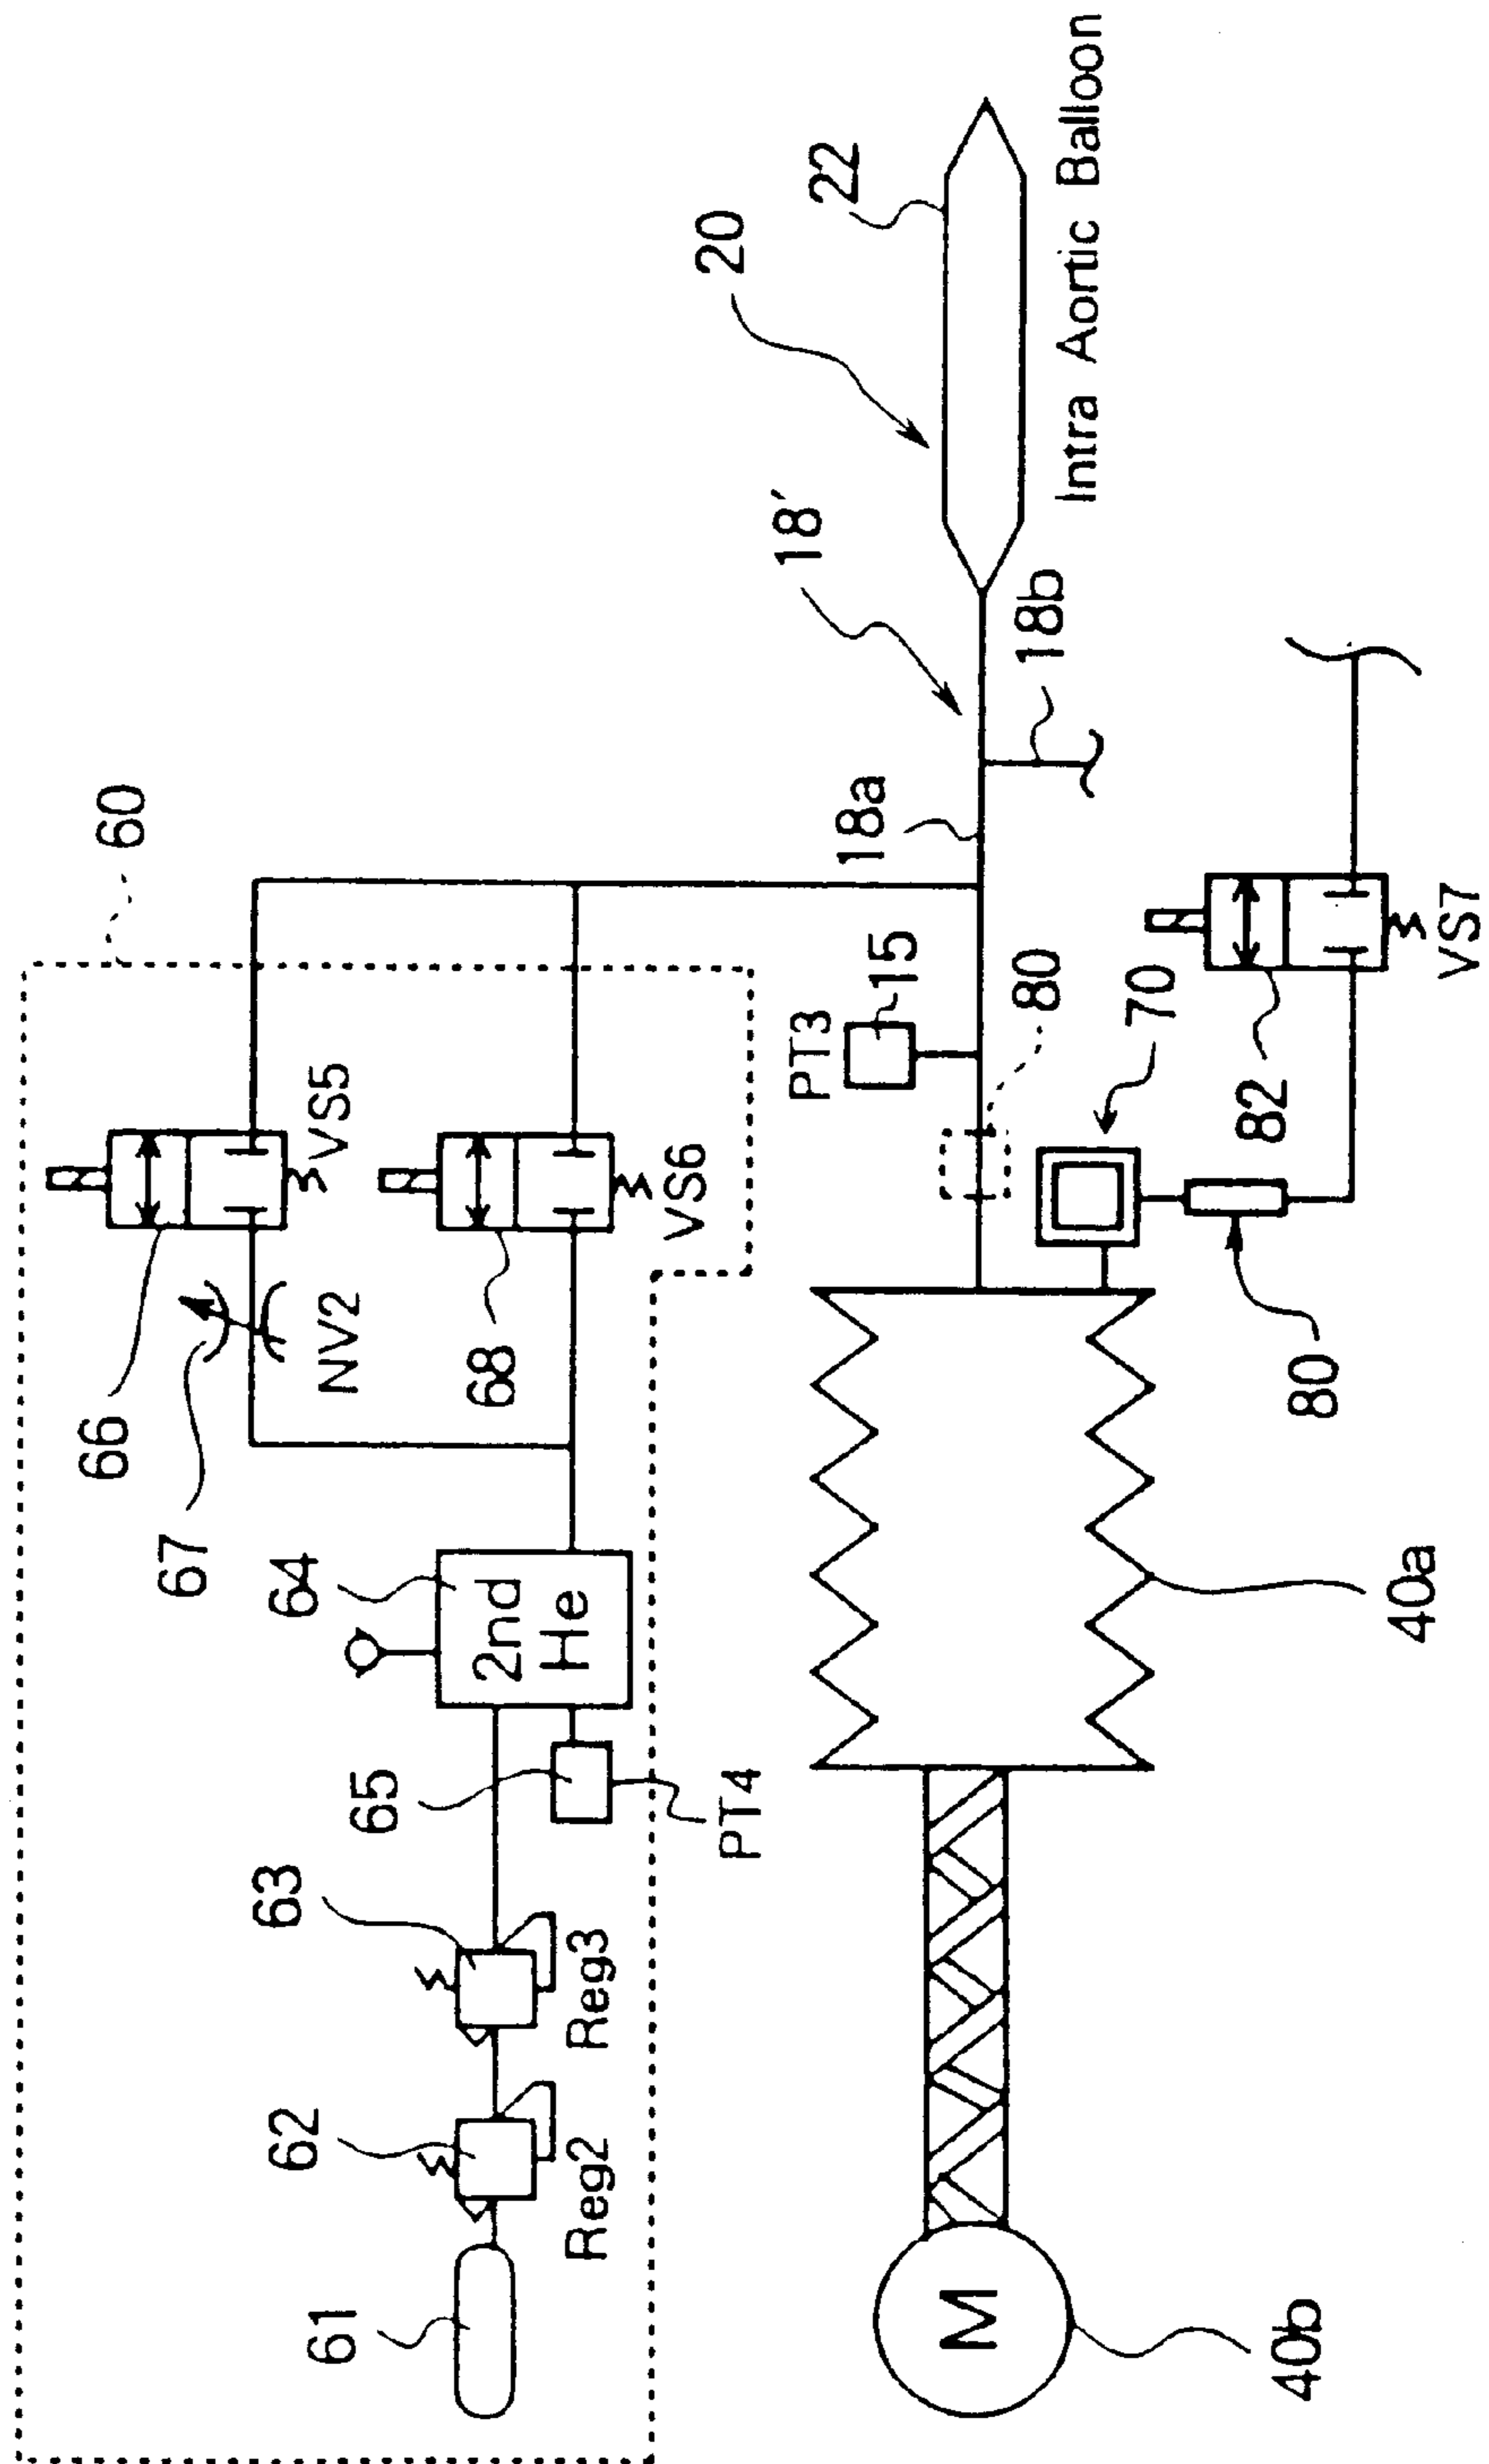 60
66
VS5
67
NV2
68
VS6
64
2nd
He
63
65
PT4
62
Reg3
Reg2
61
20
22
18´
18a
18b
Intra Aortic Balloon
PT3
15
80
70
82
VS7
80
40a
M
40b